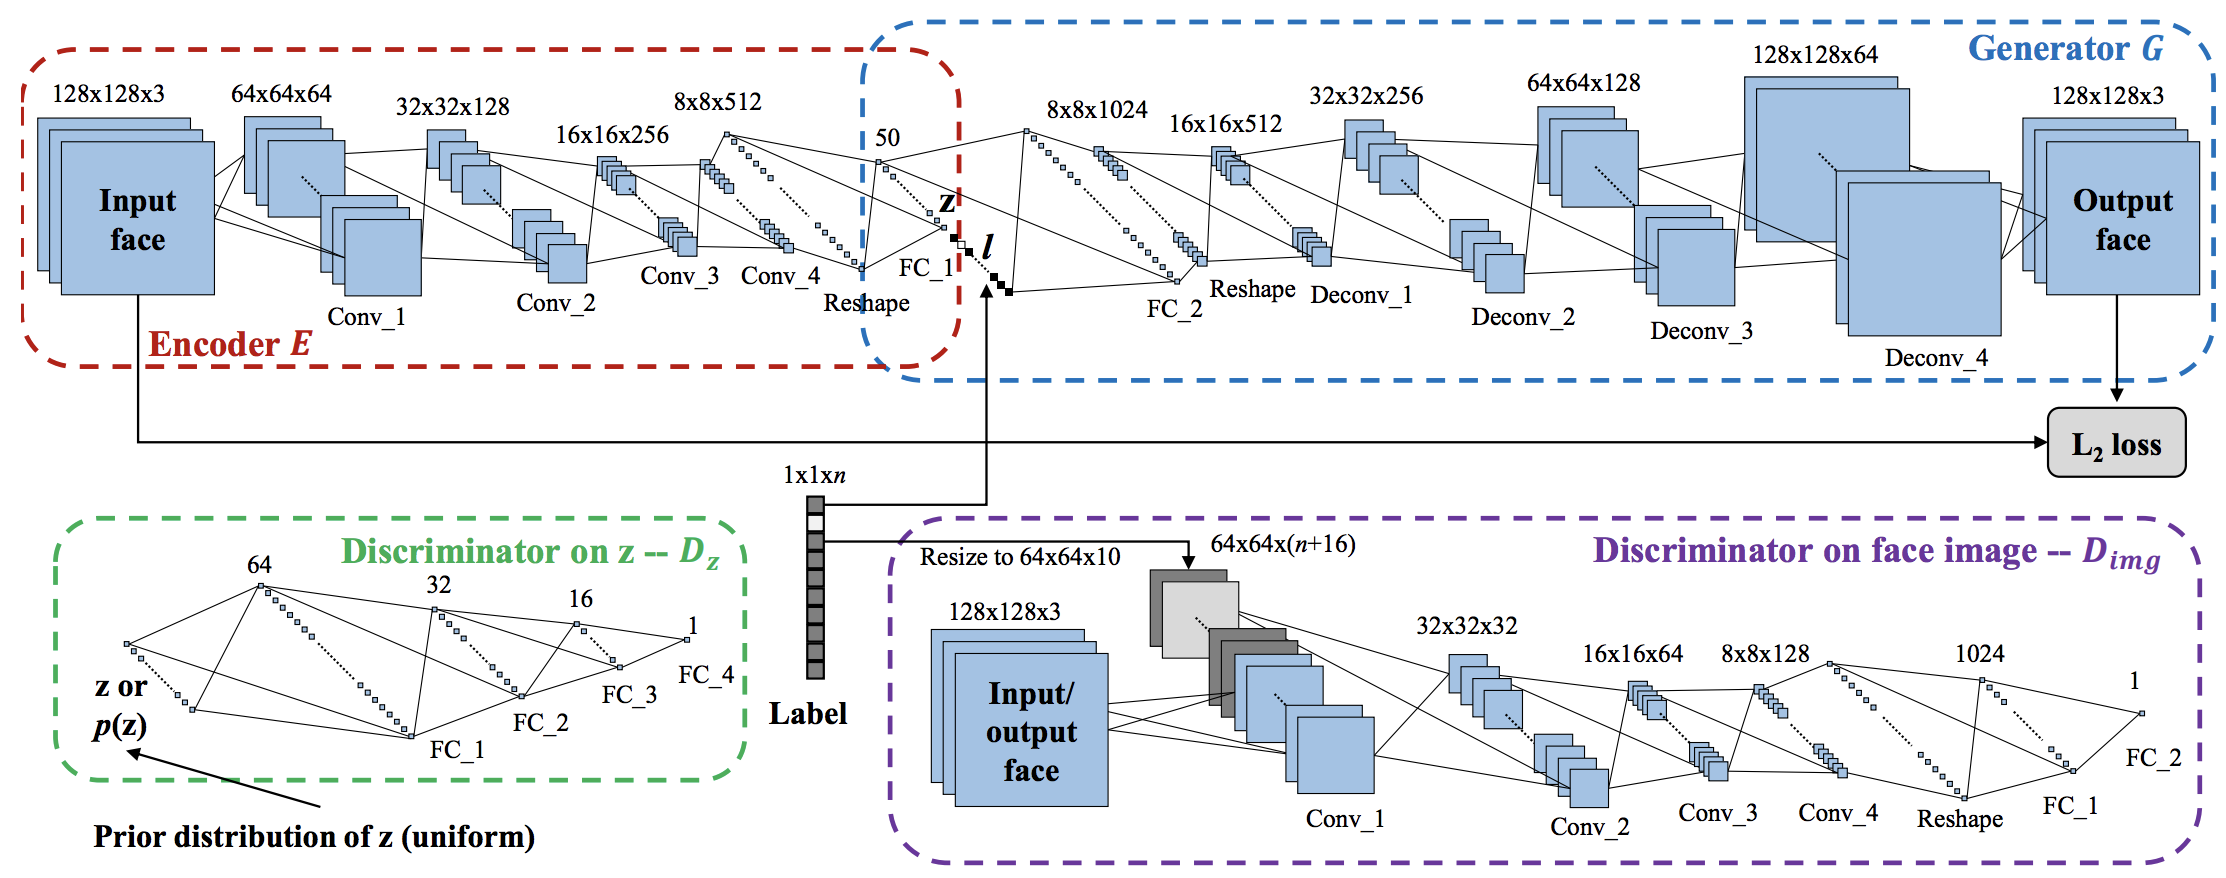 Generator G
128x128x3
64x64x64
32x32x128
16x16x256
8x8x512
50
8x8x1024
16x16x512
32x32x256
64x64x128
128x128x64
128x128x3
Input
face
z
l
Output
face
Conv_1
Conv_2
Conv_3
Conv_4
Reshape
FC_1
FC_2
Reshape
Deconv_1
Deconv_2
Deconv_3
Deconv_4
Encoder E
L2 loss
1x1xn
Label
Discriminator on z -- Dz
64
32
16
1
z or
p(z)
FC_1
FC_2
FC_3
FC_4
Prior distribution of z (uniform)
Discriminator on face image -- Dimg
Resize to 64x64x10
64x64x(n+16)
128x128x3
32x32x32
16x16x64
8x8x128
1024
1
Input/
output
face
Conv_1
Conv_2
Conv_3
Conv_4
Reshape
FC_1
FC_2